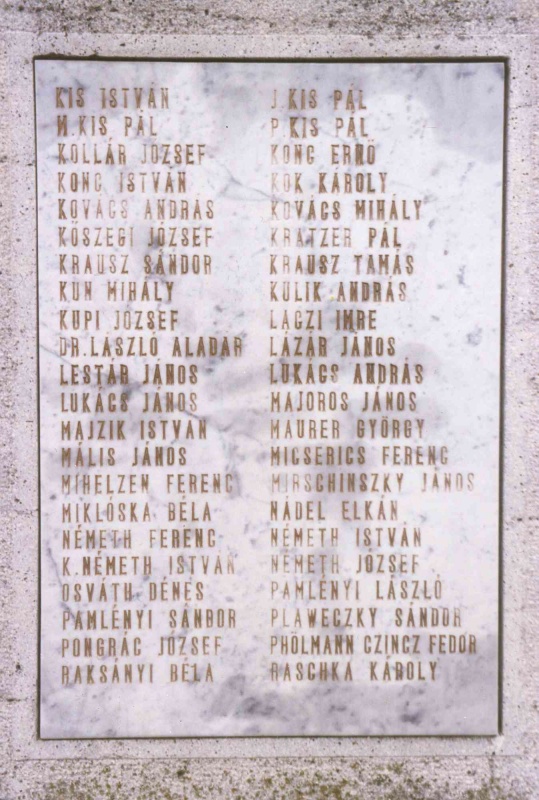 KIS ISTVÁN
M.KIS PÁL
KOLLÁR JÓZSEF
KONC ISTVÁN
KOVÁCS ANDRÁS
KŐSZEGI JÓZSEF
KRAUSZ SÁNDOR
KUN MIHÁLY
KUPI JÓZSEF
DR.LÁSZLÓ ALADÁR
LESTÁR JÁNOS
LUKÁCS JÁNOS
MAJZIK ISTVÁN
MÁLIS JÁNOS
MIHELZEN FERENC
MIKLÓSKA BÉLA
NÉMETH FERENC
K.NÉMETH ISTVÁN
OSVÁTH DÉNES
PAMLÉNYI SÁNDOR
PONGRÁC JÓZSEF
RAKSÁNYI BÉLA
J.KIS PÁL
P.KIS PÁL
KONC ERNŐ
KOK KÁROLY
KOVÁCS MIHÁLY
KRATZER PÁL
KRAUSZ TAMÁS
KULIK ANDRÁS
LACZI IMRE
LÁZÁR JÁNOS
LUKÁCS ANDRÁS
MAJOROS JÁNOS
MAURER GYÖRGY
MICSERICS FERENC
MIRSCHINSZKY JÁNOS
NÁDEL ELKÁN
NÉMETH ISTVÁN
NÉMETH JÓZSEF
PAMLÉNYI LÁSZLÓ
PLAWECZKY SÁNDOR
PHÖLMANN CZINCZ FEDOR
RASCHKA KÁROLY